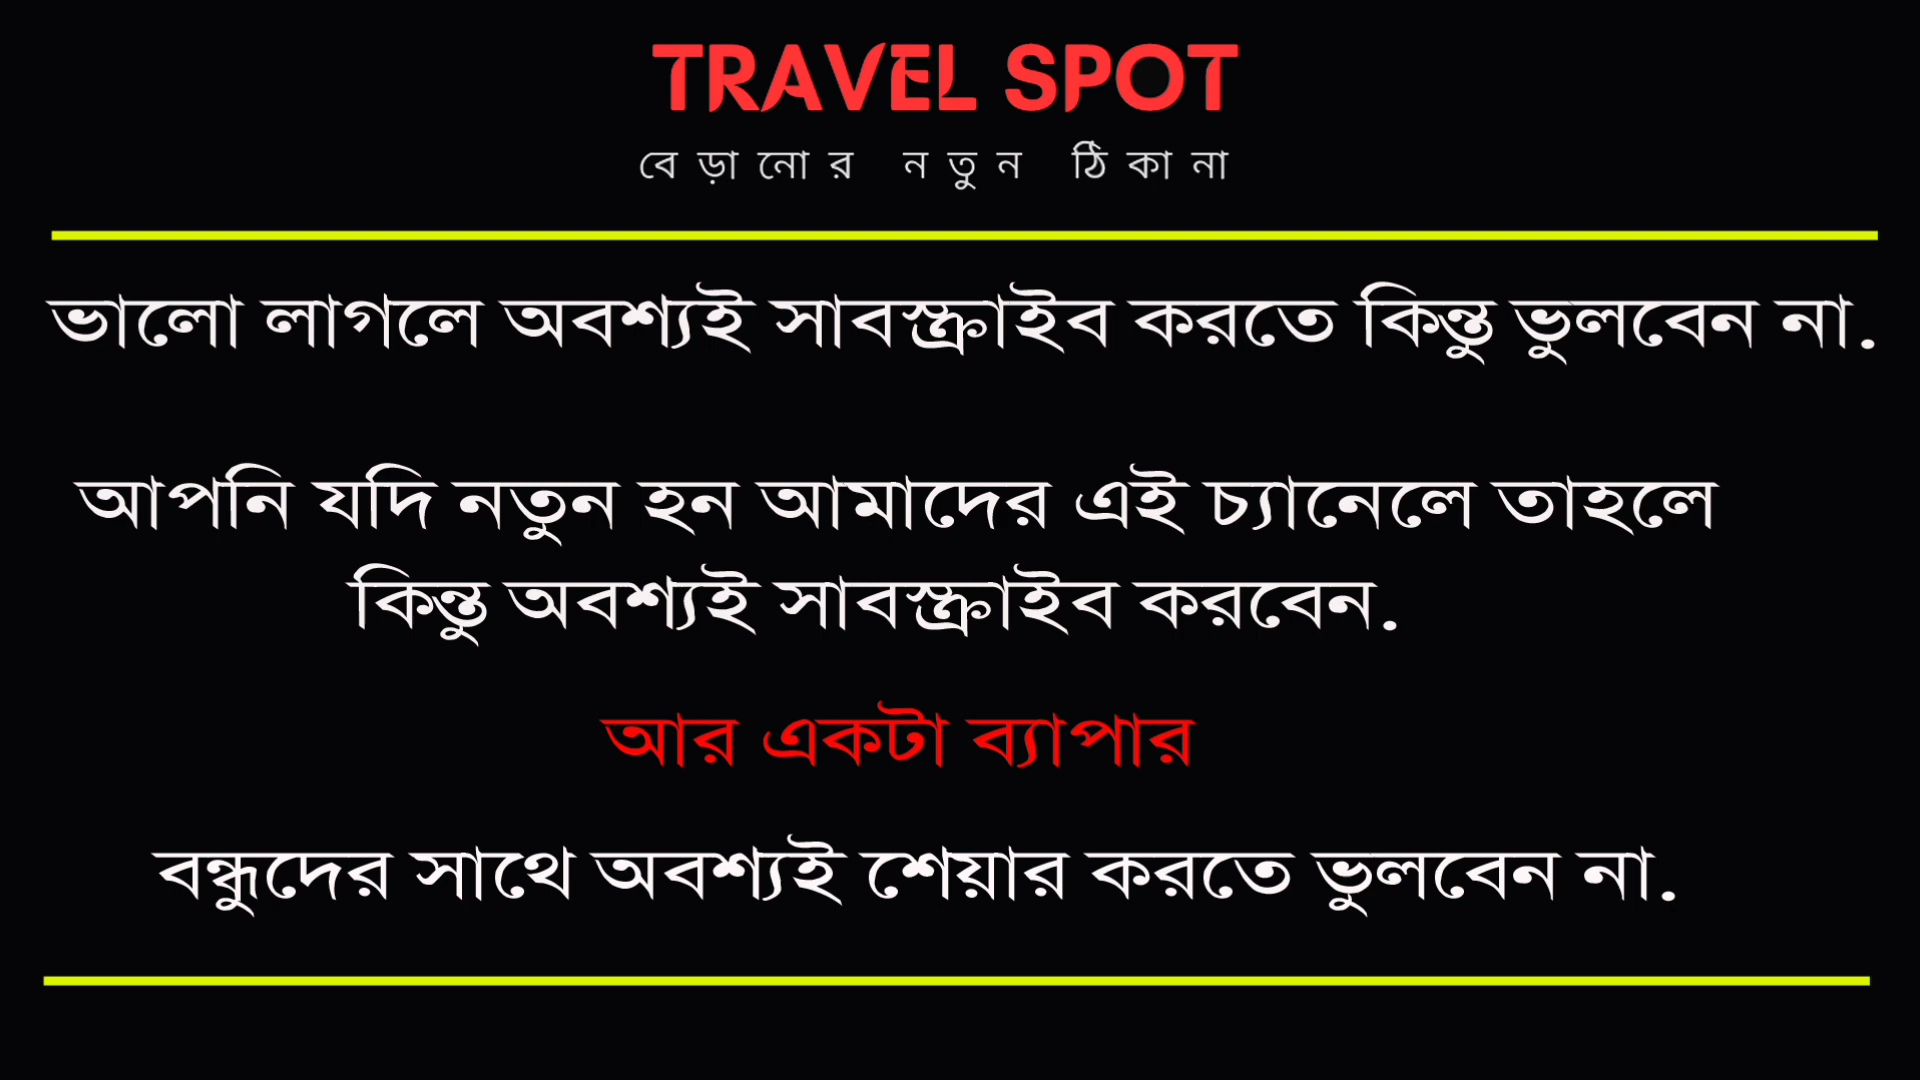 TRAVEL SPOT
বেড়ানোর নতুন ঠিকানা
ভালো লাগলে অবশ্যই সাবস্ক্রাইব করতে কিন্তু ভুলবেন না.
আপনি যদি নতুন হন আমাদের এই চ্যানেলে তাহলে
কিন্তু অবশ্যই সাবস্ক্রাইব করবেন.
আর একটা ব্যাপার
বন্ধুদের সাথে অবশ্যই শেয়ার করতে ভুলবেন না.